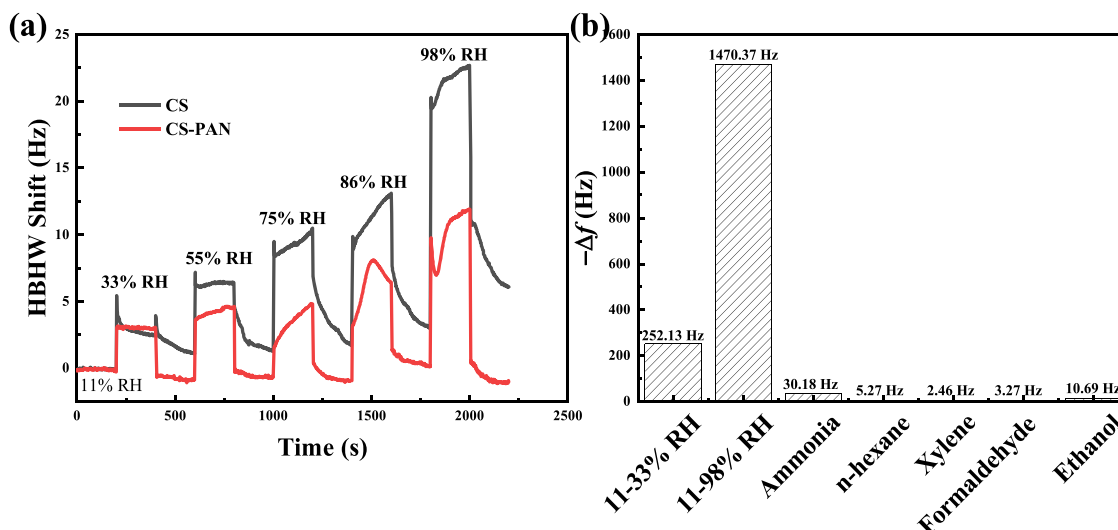 (a)
HBHW Shift (Hz)
25
20
15
10
5
0
CS
CS-PAN
11% RH
33% RH
55% RH
75% RH
86% RH
98% RH
0 500 1000 1500 2000 2500
Time (s)
(b)
−Δf (Hz)
1600
1400
1200
1000
800
600
400
200
0
252.13 Hz
1470.37 Hz
30.18 Hz
5.27 Hz
2.46 Hz
3.27 Hz
10.69 Hz
11-33% RH
11-98% RH
Ammonia
n-hexane
Xylene
Formaldehyde
Ethanol